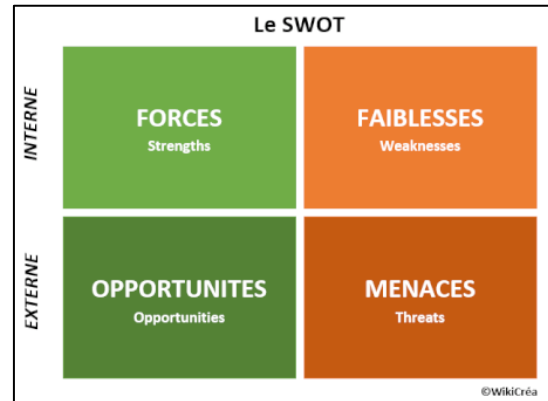 Le SWOT
INTERNE
FORCES
Strengths
FAIBLESSES
Weaknesses
EXTERNE
OPPORTUNITES
Opportunities
MENACES
Threats
©WikiCréa